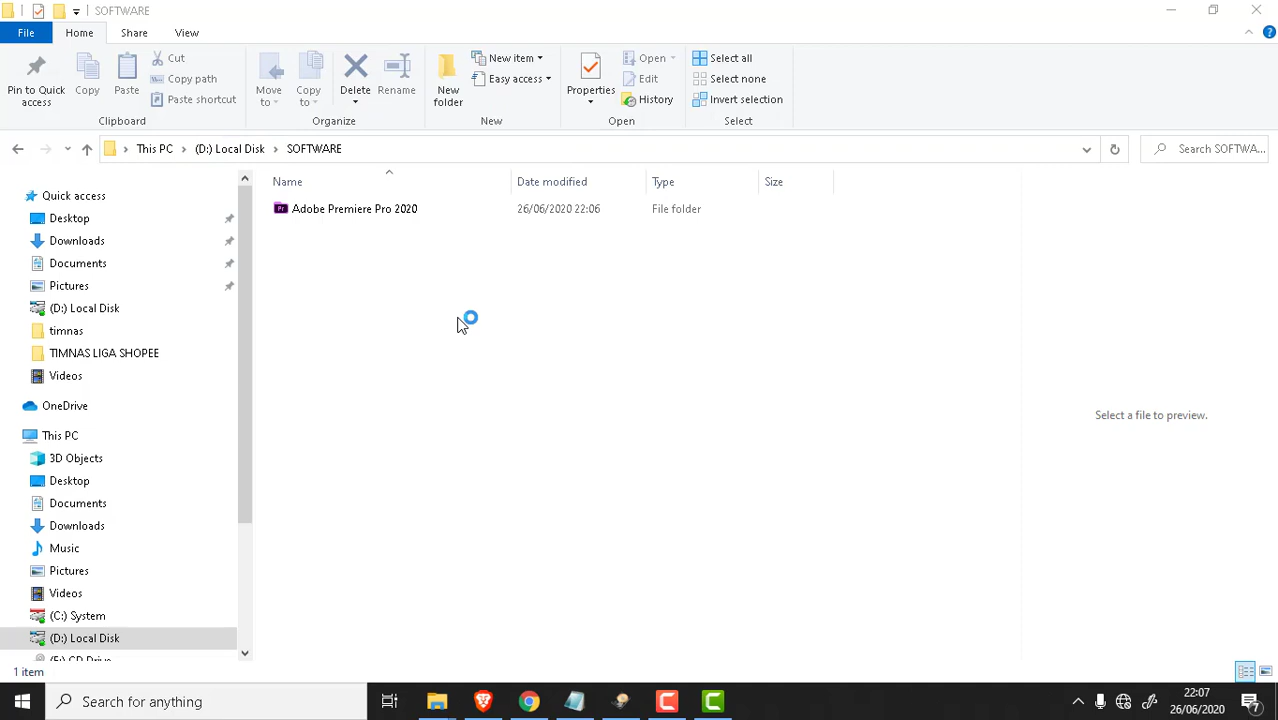 SOFTWARE
File Home Share View
Pin to Quick access
Copy
Paste
Cut
Copy path
Paste shortcut
Clipboard
Move to
Copy to
Delete
Rename
Organize
New folder
New item
Easy access
New
Properties
Open
Edit
History
Open
Select all
Select none
Invert selection
Select
This PC (D:) Local Disk SOFTWARE
Search SOFTWA...
Name Date modified Type Size
Adobe Premiere Pro 2020 26/06/2020 22:06 File folder
Quick access
Desktop
Downloads
Documents
Pictures
(D:) Local Disk
timnas
TIMNAS LIGA SHOPEE
Videos
OneDrive
This PC
3D Objects
Desktop
Documents
Downloads
Music
Pictures
Videos
(C:) System
(D:) Local Disk
Select a file to preview.
1 item
Pr
Search for anything
22:07
26/06/2020
7